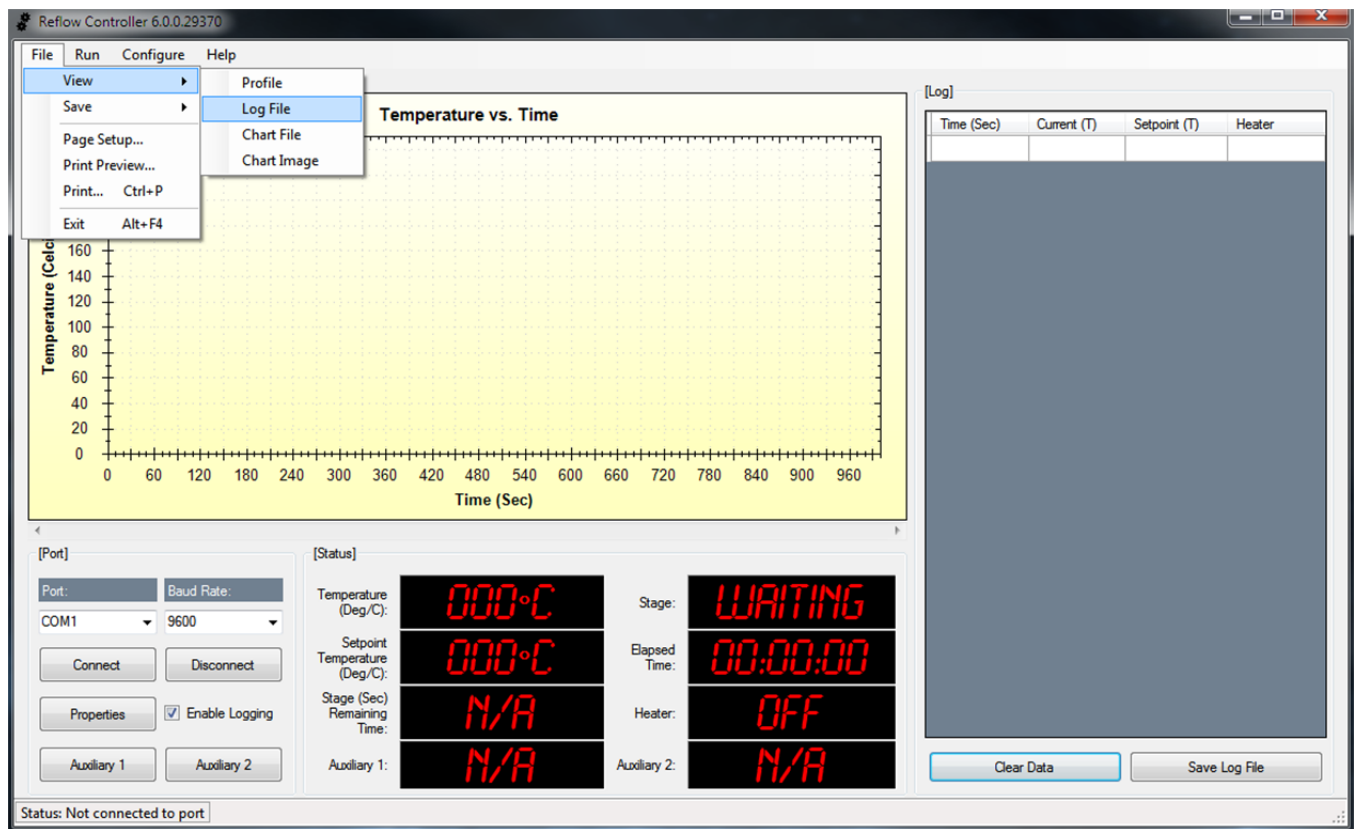 Reflow Controller 6.0.0.29370
File Run Configure Help
View
Save
Page Setup...
Print Preview...
Print... Ctrl+P
Exit Alt+F4
Profile
Log File
Chart File
Chart Image
Temperature vs. Time
160
140
120
100
80
60
40
20
0
0 60 120 180 240 300 360 420 480 540 600 660 720 780 840 900 960
Time (Sec)
[Log]
Time (Sec) Current (T) Setpoint (T) Heater
Clear Data Save Log File
[Port]
Port: Baud Rate:
COM1 9600
Connect Disconnect
Properties Enable Logging
Auxiliary 1 Auxiliary 2
[Status]
Temperature
(Deg/C): 000°C
Setpoint
Temperature
(Deg/C): 000°C
Stage (Sec)
Remaining
Time: N/A
Auxiliary 1: N/A
Stage: WAITING
Elapsed
Time: 00:00:00
Heater: OFF
Auxiliary 2: N/A
Status: Not connected to port